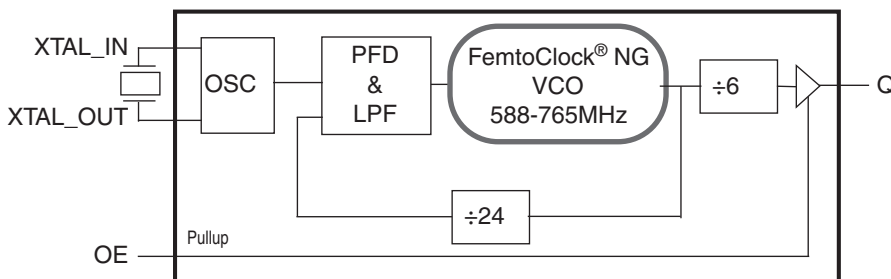 XTAL_IN
XTAL_OUT
OSC
PFD
&
LPF
FemtoClock® NG
VCO
588-765MHz
÷6
Q
÷24
OE
Pullup